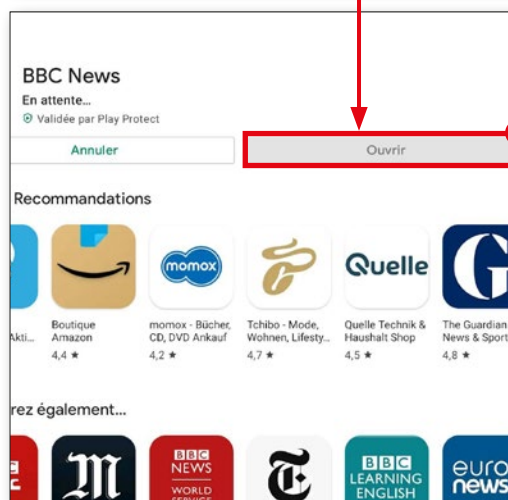 BBC News
En attente...
Validée par Play Protect
Annuler
Ouvrir
Recommandations
momox
Quelle
G
Akti...
Boutique
Amazon
4,4 ★
momox - Bücher,
CD, DVD Ankauf
4,2 ★
Tchibo - Mode,
Wohnen, Lifesty...
4,7 ★
Quelle Technik &
Haushalt Shop
4,5 ★
The Guardian
News & Sport
4,8 ★
rez également...
m
BBC
NEWS
WORLD
SERVICE
T
BBC
LEARNING
ENGLISH
euro
news